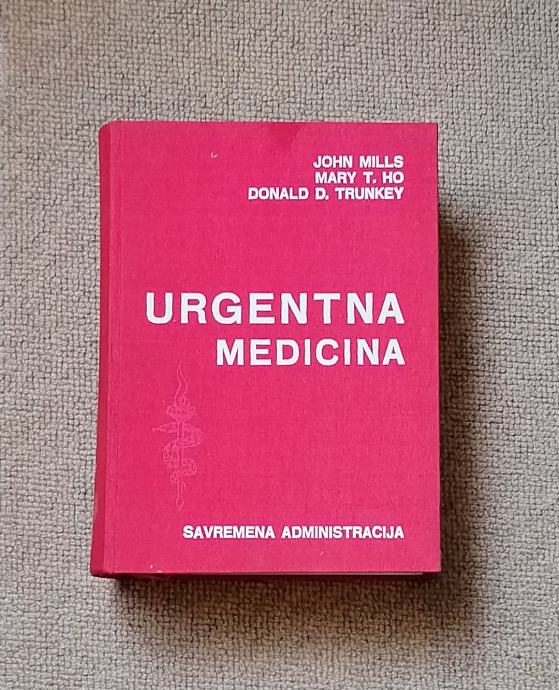 JOHN MILLS
MARY T. HO
DONALD D. TRUNKEY
URGENTNA
MEDICINA
SAVREMENA ADMINISTRACIJA